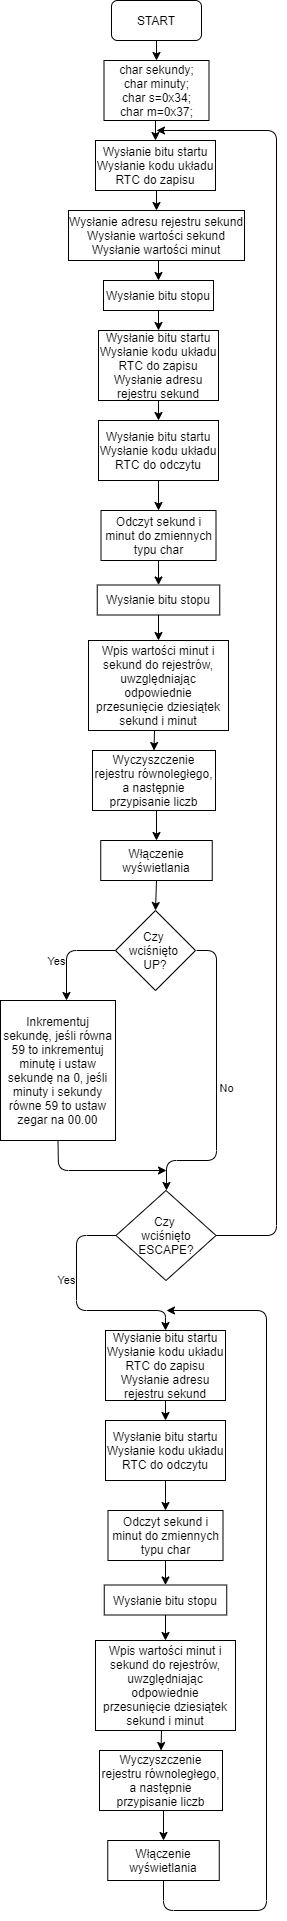 START
char sekundy;
char minuty;
char s=0x34;
char m=0x37;
Wysłanie bitu startu
Wysłanie kodu układu
RTC do zapisu
Wysłanie adresu rejestru sekund
Wysłanie wartości sekund
Wysłanie wartości minut
Wysłanie bitu stopu
Wysłanie bitu startu
Wysłanie kodu układu
RTC do zapisu
Wysłanie adresu
rejestru sekund
Wysłanie bitu startu
Wysłanie kodu układu
RTC do odczytu
Odczyt sekund i
minut do zmiennych
typu char
Wysłanie bitu stopu
Wpis wartości minut i
sekund do rejestrów,
uwzględniając
odpowiednie
przesunięcie dziesiątek
sekund i minut
Wyczyszczenie
rejestru równoległego,
a następnie
przypisanie liczb
Włączenie
wyświetlania
Czy
wciśnięto
UP?
Yes
Inkrementuj
sekundę, jeśli równa
59 to inkrementuj
minutę i ustaw
sekundę na 0, jeśli
minuty i sekundy
równe 59 to ustaw
zegar na 00.00
No
Czy
wciśnięto
ESCAPE?
Yes
Wysłanie bitu startu
Wysłanie kodu układu
RTC do zapisu
Wysłanie adresu
rejestru sekund
Wysłanie bitu startu
Wysłanie kodu układu
RTC do odczytu
Odczyt sekund i
minut do zmiennych
typu char
Wysłanie bitu stopu
Wpis wartości minut i
sekund do rejestrów,
uwzględniając
odpowiednie
przesunięcie dziesiątek
sekund i minut
Wyczyszczenie
rejestru równoległego,
a następnie
przypisanie liczb
Włączenie
wyświetlania